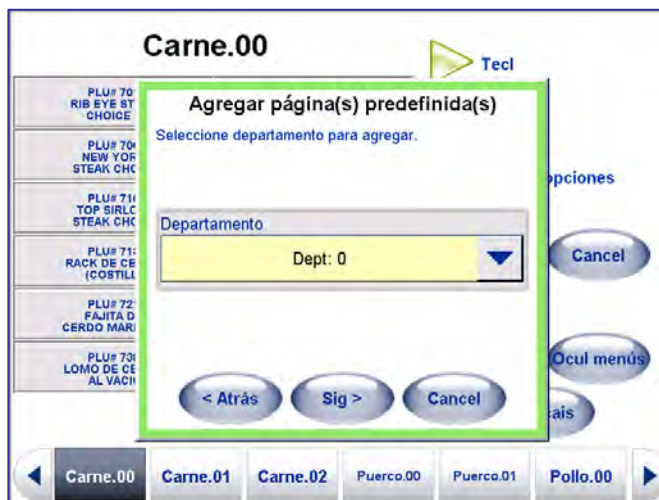 Carne.00
Tecl
PLU# 70
RIB EYE ST
CHOICE
PLU# 70
NEW YOR
STEAK CHO
PLU# 71
TOP SIRLO
STEAK CHO
PLU# 71
RACK DE CE
(COSTILL
PLU# 72
FAJITA D
CERDO MAR
PLU# 73
LOMO DE CE
AL VACI
Agregar página(s) predefinida(s)
Seleccione departamento para agregar.
Departamento
Dept: 0
< Atrás
Sig >
Cancel
opciones
Cancel
Ocul menús
ais
Carne.00
Carne.01
Carne.02
Puerco.00
Puerco.01
Pollo.00